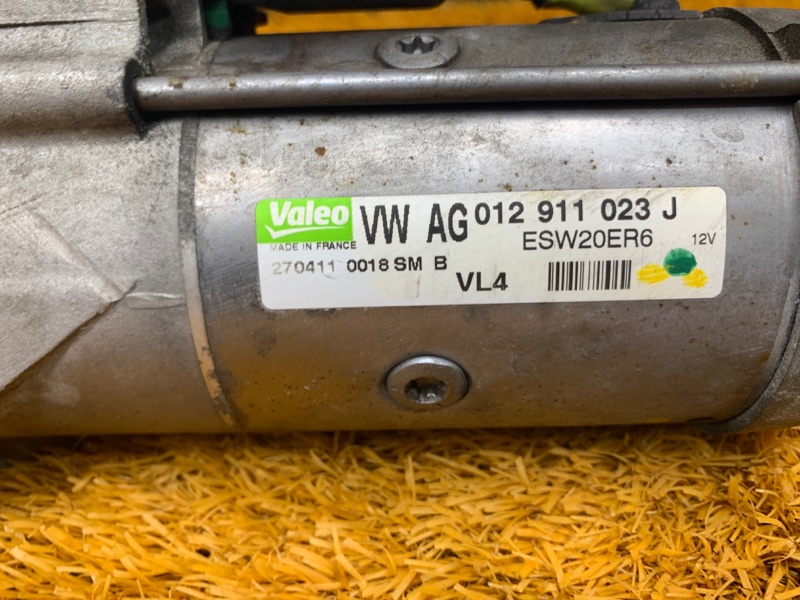 Valeo VW AG 012 911 023 J
MADE IN FRANCE ESW20ER6 12V
270411 0018 SM B
VL4